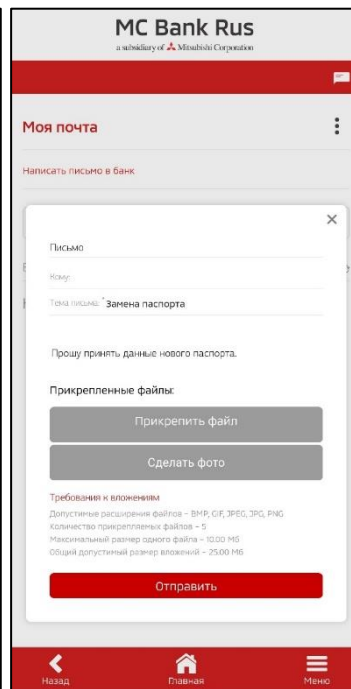 MC Bank Rus
a subsidiary of Mitsubishi Corporation
Моя почта
Написать письмо в банк
Письмо
Кому:
Тема письма: * Замена паспорта
Прошу принять данные нового паспорта.
Прикрепленные файлы:
Прикрепить файл
Сделать фото
Требования к вложениям
Допустимые расширения файлов – BMP, GIF, JPEG, JPG, PNG
Количество прикрепляемых файлов – 5
Максимальный размер одного файла – 10.00 Мб
Общий допустимый размер вложений – 25.00 Мб
Отправить
Назад
Главная
Меню